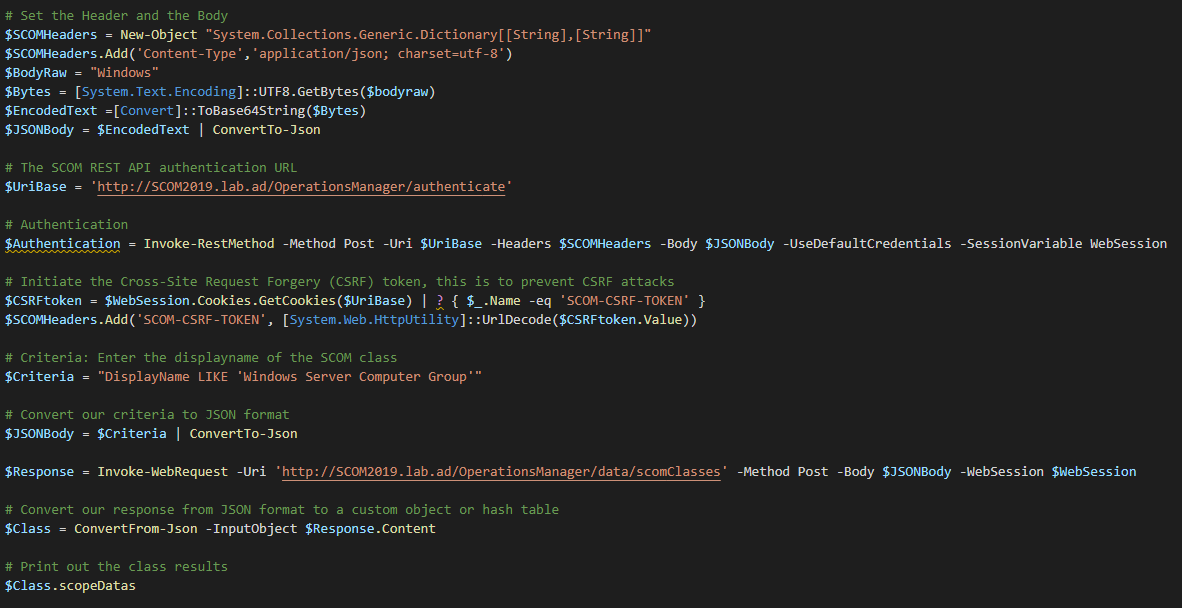 # Set the Header and the Body
$SCOMHeaders = New-Object "System.Collections.Generic.Dictionary[[String],[String]]"
$SCOMHeaders.Add('Content-Type','application/json; charset=utf-8')
$BodyRaw = "Windows"
$Bytes = [System.Text.Encoding]::UTF8.GetBytes($bodyraw)
$EncodedText =[Convert]::ToBase64String($Bytes)
$JSONBody = $EncodedText | ConvertTo-Json
# The SCOM REST API authentication URL
$UriBase = 'http://SCOM2019.lab.ad/OperationsManager/authenticate'
# Authentication
$Authentication = Invoke-RestMethod -Method Post -Uri $UriBase -Headers $SCOMHeaders -Body $JSONBody -UseDefaultCredentials -SessionVariable WebSession
# Initiate the Cross-Site Request Forgery (CSRF) token, this is to prevent CSRF attacks
$CSRFtoken = $WebSession.Cookies.GetCookies($UriBase) | ? { $_.Name -eq 'SCOM-CSRF-TOKEN' }
$SCOMHeaders.Add('SCOM-CSRF-TOKEN', [System.Web.HttpUtility]::UrlDecode($CSRFtoken.Value))
# Criteria: Enter the displayname of the SCOM class
$Criteria = "DisplayName LIKE 'Windows Server Computer Group'"
# Convert our criteria to JSON format
$JSONBody = $Criteria | ConvertTo-Json
$Response = Invoke-WebRequest -Uri 'http://SCOM2019.lab.ad/OperationsManager/data/scomClasses' -Method Post -Body $JSONBody -WebSession $WebSession
# Convert our response from JSON format to a custom object or hash table
$Class = ConvertFrom-Json -InputObject $Response.Content
# Print out the class results
$Class.scopeDatas